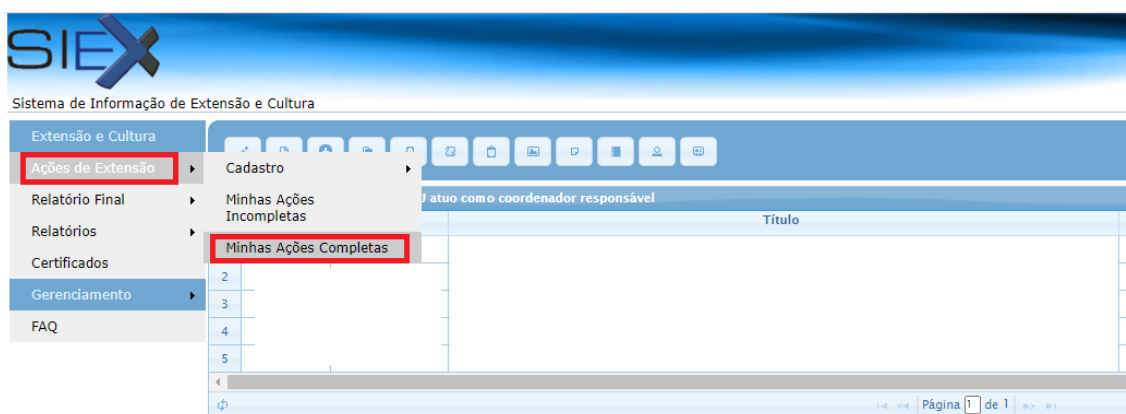 SIEX
Sistema de Informação de Extensão e Cultura
Extensão e Cultura
Ações de Extensão
Relatório Final
Relatórios
Certificados
Gerenciamento
FAQ
Cadastro
Minhas Ações
Incompletas
Minhas Ações Completas
atuo como coordenador responsável
Título
2
3
4
5
Página 1 de 1